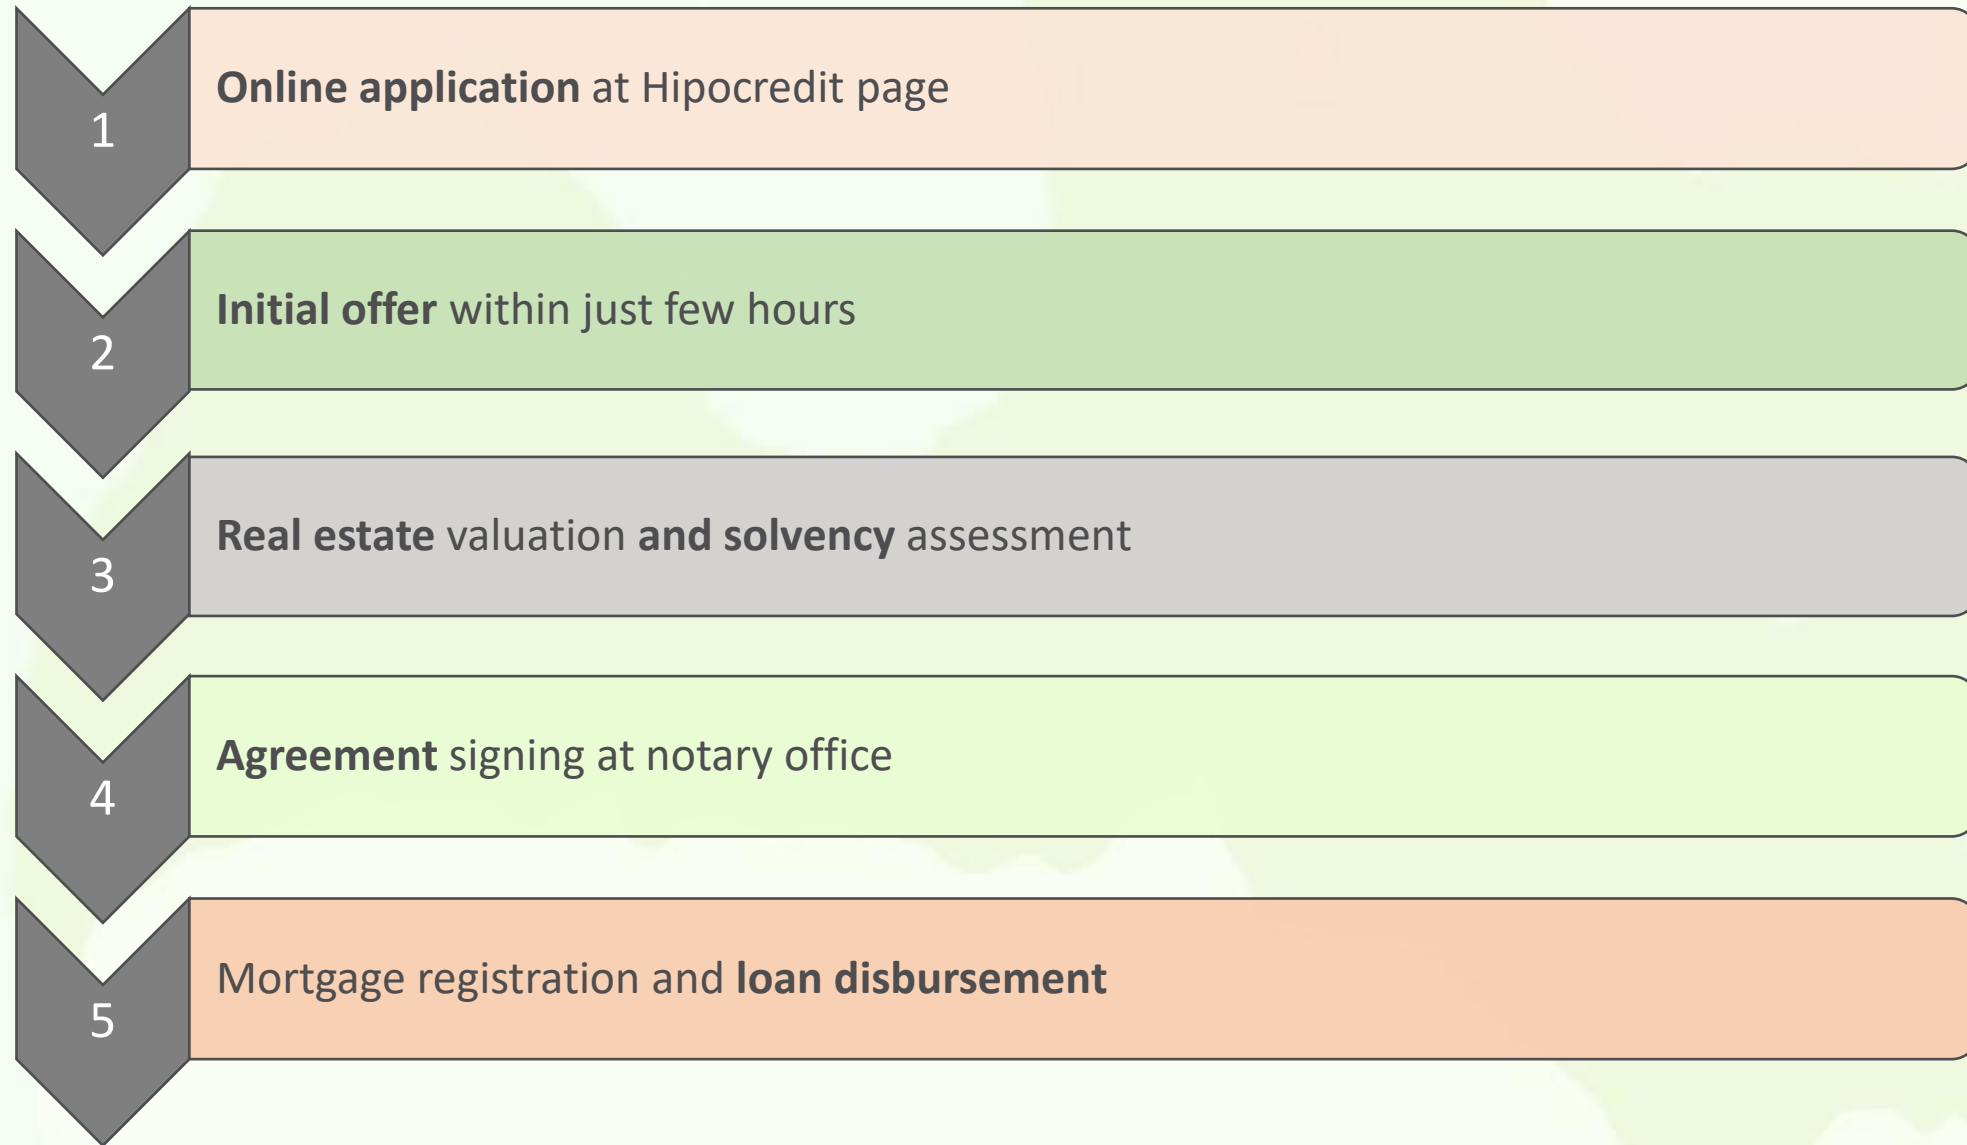 1
Online application at Hipocredit page
2
Initial offer within just few hours
3
Real estate valuation and solvency assessment
4
Agreement signing at notary office
5
Mortgage registration and loan disbursement